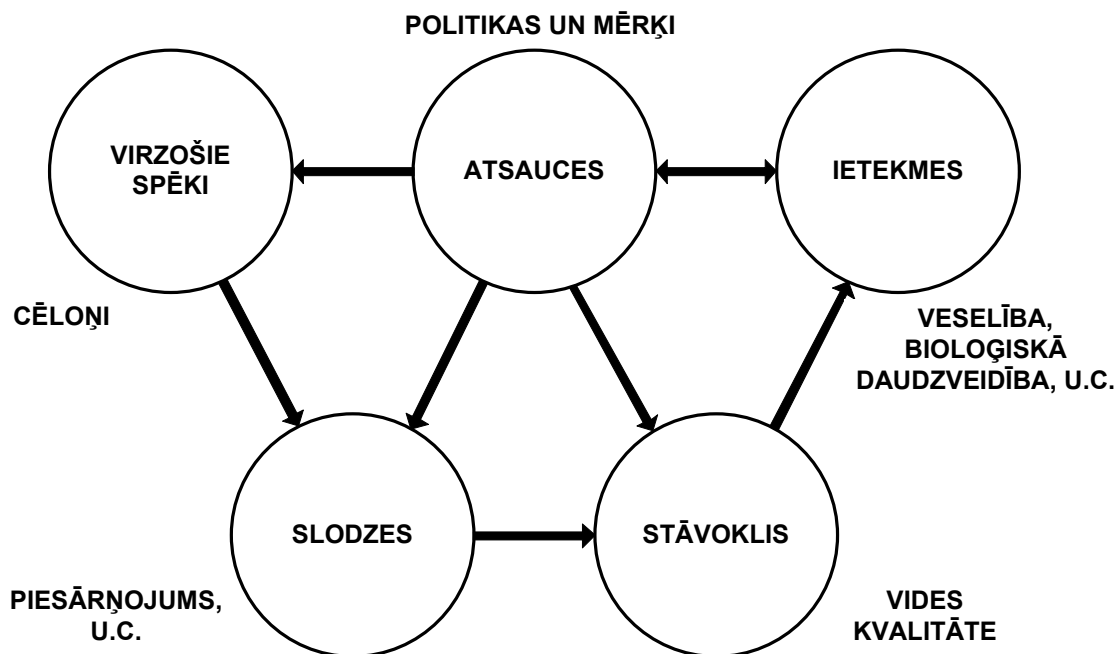 POLITIKAS UN MĒRĶI
VIRZOŠIE
SPĒKI
ATSAUCES
IETEKMES
CĒLOŅI
VESELĪBA,
BIOLOĢISKĀ
DAUDZVEIDĪBA, U.C.
SLODZES
STĀVOKLIS
PIESĀRŅOJUMS,
U.C.
VIDES
KVALITĀTE